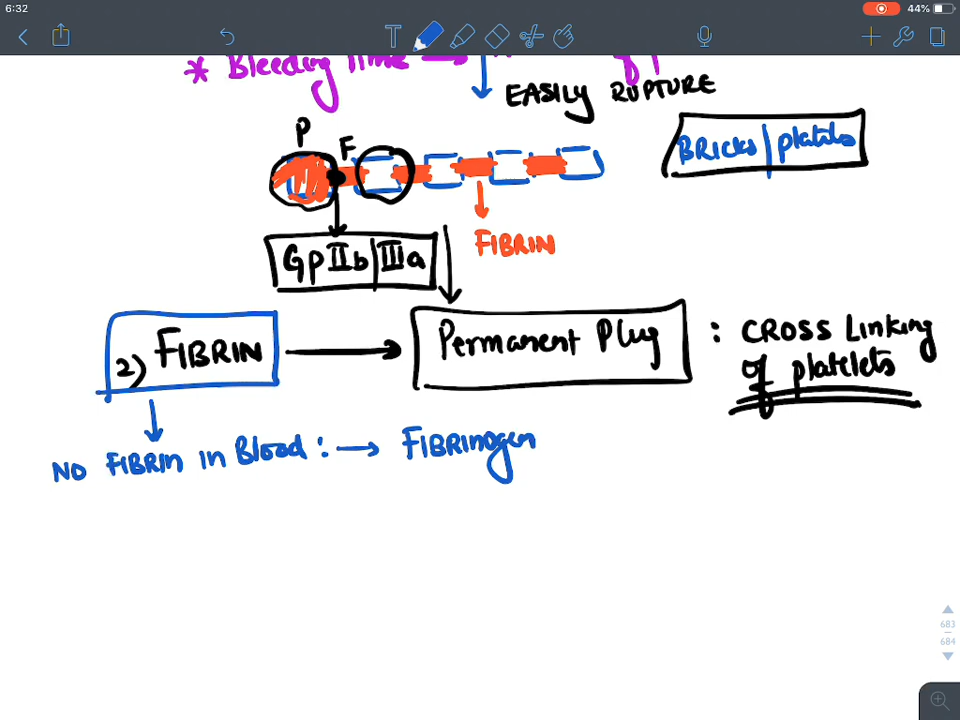 6:32
44%
T
* Bleeding Time →
EASILY RUPTURE
P
F
BRICKS | platelets
FIBRIN
GpIIb|IIIa
2) FIBRIN → Permanent Plug : CROSS Linking
of platelets
NO FIBRIN in Blood : → FIBRINogen
683
684